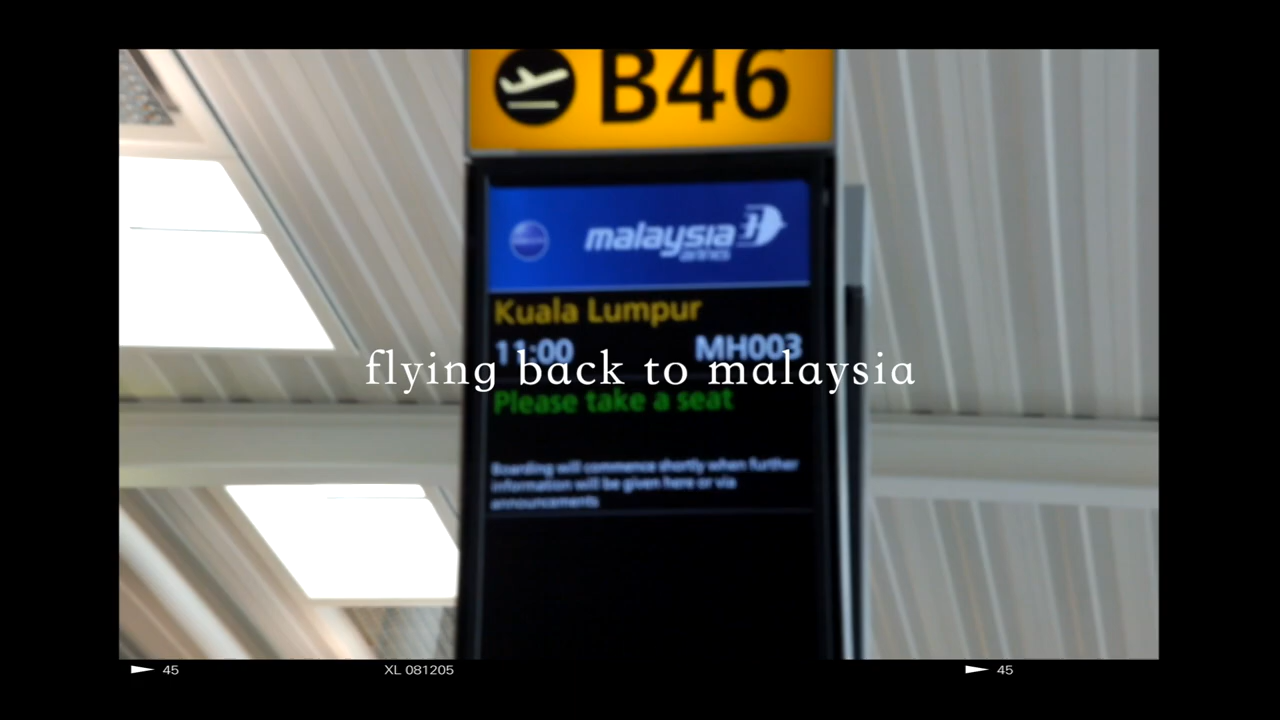 B46
malaysia
airlines
Kuala Lumpur
11:00 MH003
flying back to malaysia
Please take a seat
Boarding will commence shortly when further
information will be given here or via
announcements
45 XL 081205 45